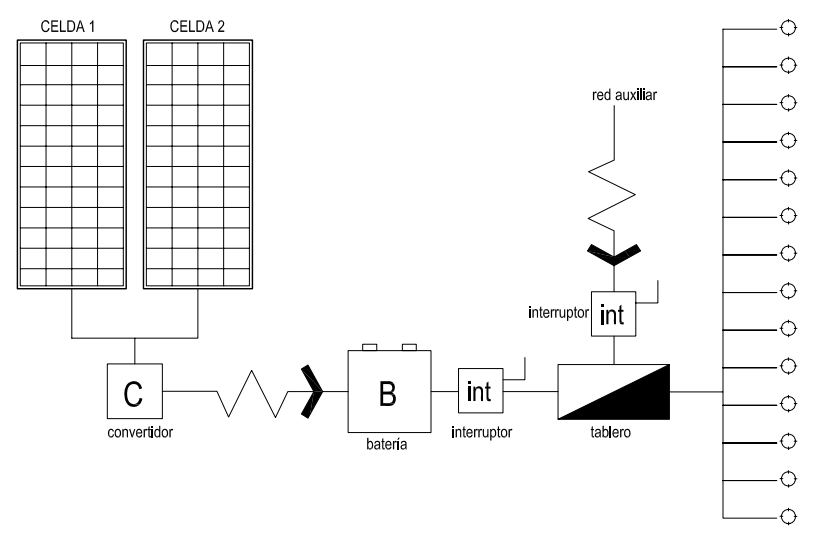 CELDA 1
CELDA 2
red auxiliar
interruptor
int
C
B
int
convertidor
batería
interruptor
tablero